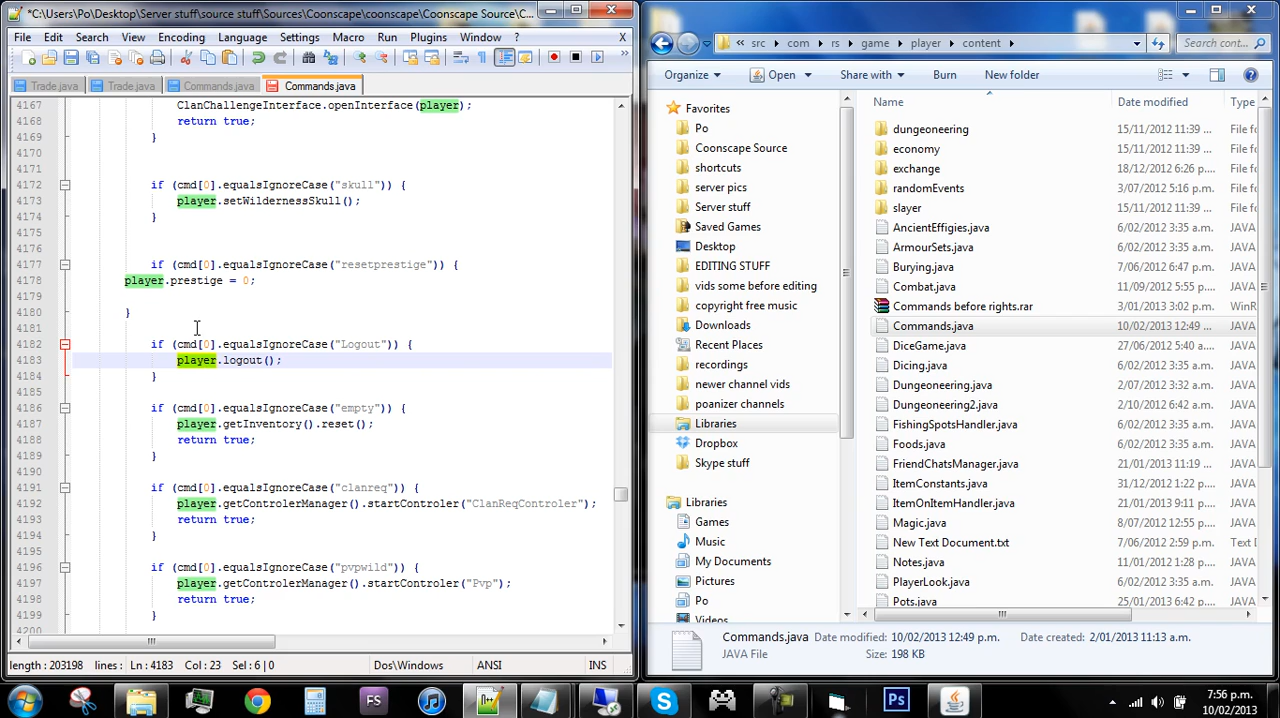 *C:\Users\Po\Desktop\Server stuff\source stuff\Sources\Coonscape\coonscape\Coonscape Source\C...
File Edit Search View Encoding Language Settings Macro Run Plugins Window ? X
Trade.java Trade.java Commands.java Commands.java
4167 ClanChallengeInterface.openInterface(player);
4168 return true;
4169 }
4170
4171
4172 if (cmd[0].equalsIgnoreCase("skull")) {
4173 player.setWildernessSkull();
4174 }
4175
4176
4177 if (cmd[0].equalsIgnoreCase("resetprestige")) {
4178 player.prestige = 0;
4179
4180 }
4181
4182 if (cmd[0].equalsIgnoreCase("Logout")) {
4183 player.logout();
4184 }
4185
4186 if (cmd[0].equalsIgnoreCase("empty")) {
4187 player.getInventory().reset();
4188 return true;
4189 }
4190
4191 if (cmd[0].equalsIgnoreCase("clanreq")) {
4192 player.getControlerManager().startControler("ClanReqControler");
4193 return true;
4194 }
4195
4196 if (cmd[0].equalsIgnoreCase("pvpwild")) {
4197 player.getControlerManager().startControler("Pvp");
4198 return true;
4199 }
4200
length : 203198 lines : Ln : 4183 Col : 23 Sel : 6 | 0 Dos\Windows ANSI INS
« src ▸ com ▸ rs ▸ game ▸ player ▸ content ▸ Search cont...
Organize Open Share with Burn New folder
Favorites
Po
Coonscape Source
shortcuts
server pics
Server stuff
Saved Games
Desktop
EDITING STUFF
vids some before editing
copyright free music
Downloads
Recent Places
recordings
newer channel vids
poanizer channels
Libraries
Dropbox
Skype stuff
Libraries
Games
Music
My Documents
Pictures
Po
Videos
Name Date modified Type
dungeoneering 15/11/2012 11:39 ... File fo
economy 15/11/2012 11:39 ... File fo
exchange 18/12/2012 6:26 p... File fo
randomEvents 3/07/2012 5:16 p.m. File fo
slayer 15/11/2012 11:39 ... File fo
AncientEffigies.java 6/02/2012 3:35 a.m. JAVA
ArmourSets.java 6/02/2012 3:35 a.m. JAVA
Burying.java 7/06/2012 6:47 p.m. JAVA
Combat.java 11/09/2012 5:55 p... JAVA
Commands before rights.rar 3/01/2013 3:02 p.m. WinR
Commands.java 10/02/2013 12:49 ... JAVA
DiceGame.java 27/06/2012 5:40 a... JAVA
Dicing.java 6/02/2012 3:35 a.m. JAVA
Dungeoneering.java 2/07/2012 3:32 a.m. JAVA
Dungeoneering2.java 2/10/2012 6:42 a.m. JAVA
FishingSpotsHandler.java 6/02/2012 3:35 a.m. JAVA
Foods.java 6/02/2012 3:35 a.m. JAVA
FriendChatsManager.java 21/01/2013 11:19 ... JAVA
ItemConstants.java 31/12/2012 1:22 p... JAVA
ItemOnItemHandler.java 21/01/2013 9:11 p... JAVA
Magic.java 8/07/2012 12:55 p... JAVA
New Text Document.txt 7/06/2012 2:59 p.m. Text D
Notes.java 11/01/2013 1:28 p... JAVA
PlayerLook.java 6/02/2012 3:35 a.m. JAVA
Pots.java 25/01/2013 6:42 p... JAVA
Commands.java Date modified: 10/02/2013 12:49 p.m. Date created: 2/01/2013 11:13 a.m.
JAVA File Size: 198 KB
FS Ps
7:56 p.m.
10/02/2013